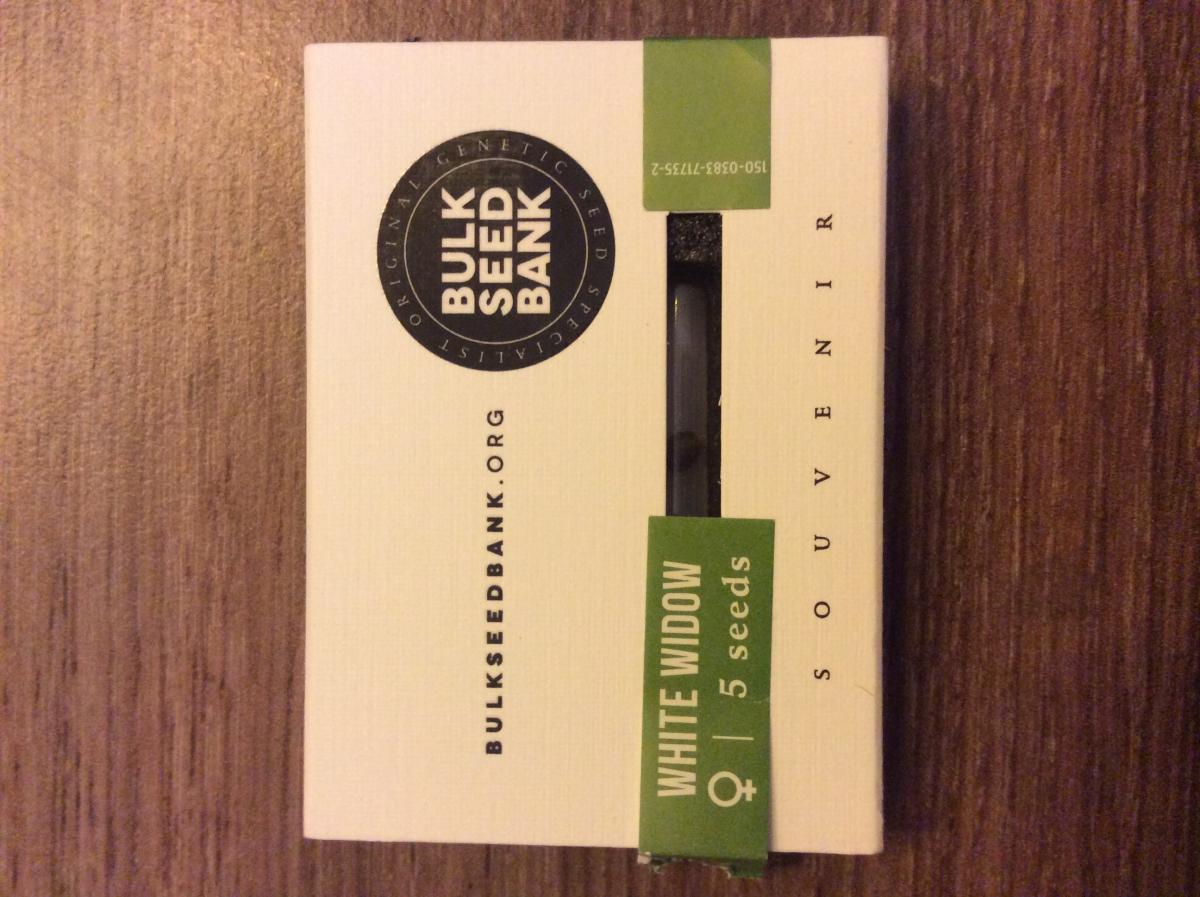 ORIGINAL GENETIC SEED SPECIALIST
BULK
SEED
BANK
BULKSEEDBANK.ORG
150-0383-71735-2
WHITE WIDOW
♀ | 5 seeds
SOUVENIR